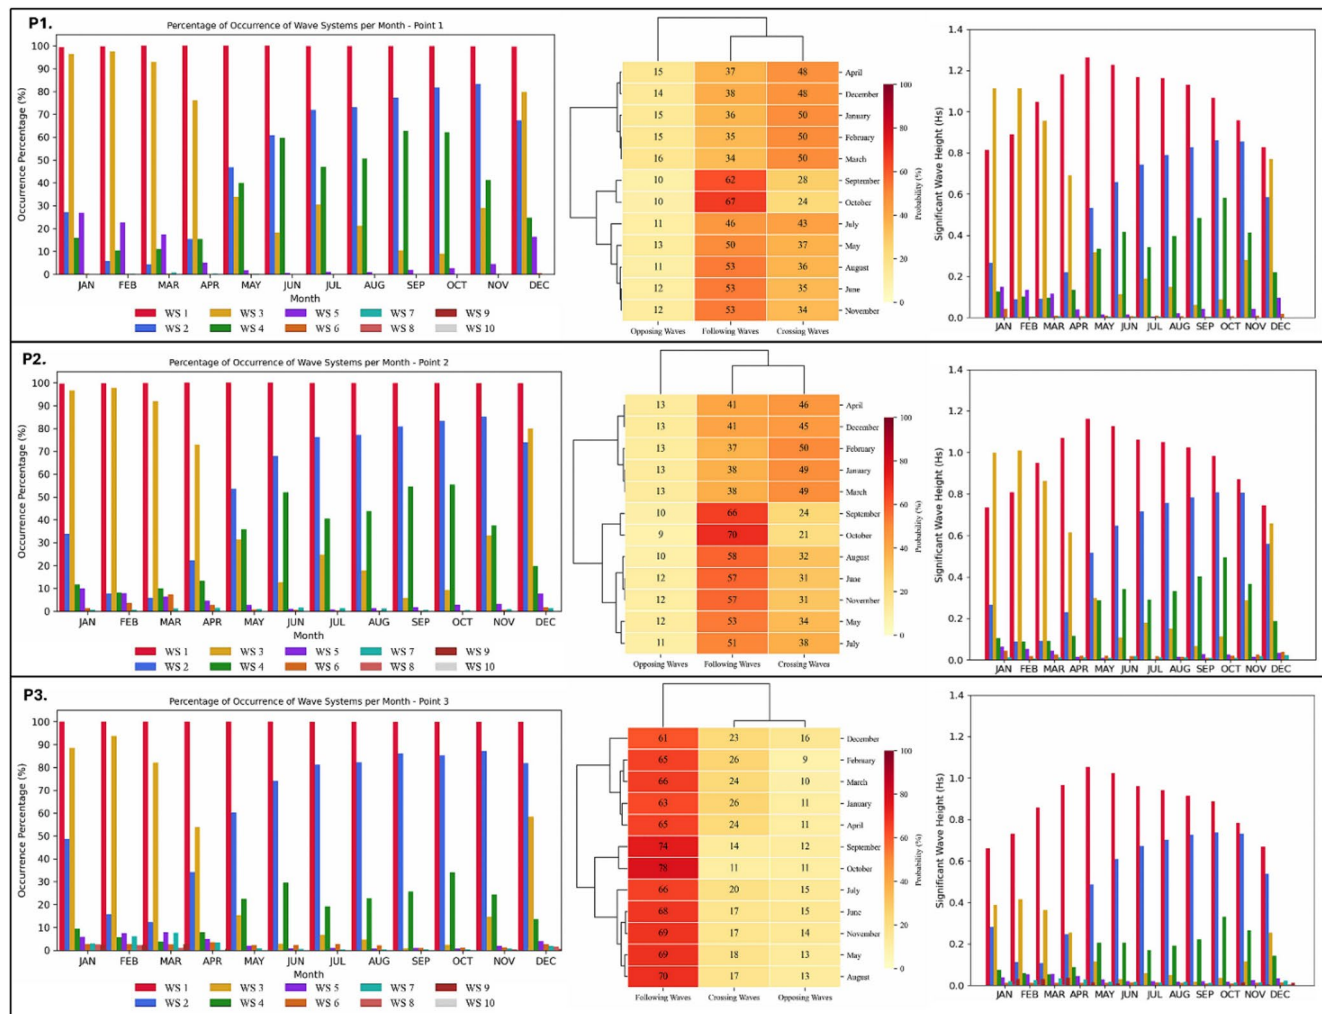 P1.
Percentage of Occurrence of Wave Systems per Month - Point 1
Occurrence Percentage (%)
100
90
80
70
60
50
40
30
20
10
0
JAN FEB MAR APR MAY JUN JUL AUG SEP OCT NOV DEC
Month
WS 1 WS 3 WS 5 WS 7 WS 9
WS 2 WS 4 WS 6 WS 8 WS 10
15 37 48 April
14 38 48 December
15 36 50 January
15 35 50 February
16 34 50 March
10 62 28 September
10 67 24 October
11 46 43 July
13 50 37 May
11 53 36 August
12 53 35 June
12 53 34 November
Opposing Waves Following Waves Crossing Waves
100
80
60
40
20
0
Probability (%)
Significant Wave Height (Hs)
1.4
1.2
1.0
0.8
0.6
0.4
0.2
0.0
JAN FEB MAR APR MAY JUN JUL AUG SEP OCT NOV DEC
P2.
Percentage of Occurrence of Wave Systems per Month - Point 2
Occurrence Percentage (%)
100
90
80
70
60
50
40
30
20
10
0
JAN FEB MAR APR MAY JUN JUL AUG SEP OCT NOV DEC
Month
WS 1 WS 3 WS 5 WS 7 WS 9
WS 2 WS 4 WS 6 WS 8 WS 10
13 41 46 April
13 41 45 December
13 37 50 February
13 38 49 January
13 38 49 March
10 66 24 September
9 70 21 October
10 58 32 August
12 57 31 June
12 57 31 November
12 53 34 May
11 51 38 July
Opposing Waves Following Waves Crossing Waves
100
80
60
40
20
0
Probability (%)
Significant Wave Height (Hs)
1.4
1.2
1.0
0.8
0.6
0.4
0.2
0.0
JAN FEB MAR APR MAY JUN JUL AUG SEP OCT NOV DEC
P3.
Percentage of Occurrence of Wave Systems per Month - Point 3
Occurrence Percentage (%)
100
90
80
70
60
50
40
30
20
10
0
JAN FEB MAR APR MAY JUN JUL AUG SEP OCT NOV DEC
Month
WS 1 WS 3 WS 5 WS 7 WS 9
WS 2 WS 4 WS 6 WS 8 WS 10
61 23 16 December
65 26 9 February
66 24 10 March
63 26 11 January
65 24 11 April
74 14 12 September
78 11 11 October
66 20 15 July
68 17 15 June
69 17 14 November
69 18 13 May
70 17 13 August
Following Waves Crossing Waves Opposing Waves
100
80
60
40
20
0
Probability (%)
Significant Wave Height (Hs)
1.4
1.2
1.0
0.8
0.6
0.4
0.2
0.0
JAN FEB MAR APR MAY JUN JUL AUG SEP OCT NOV DEC